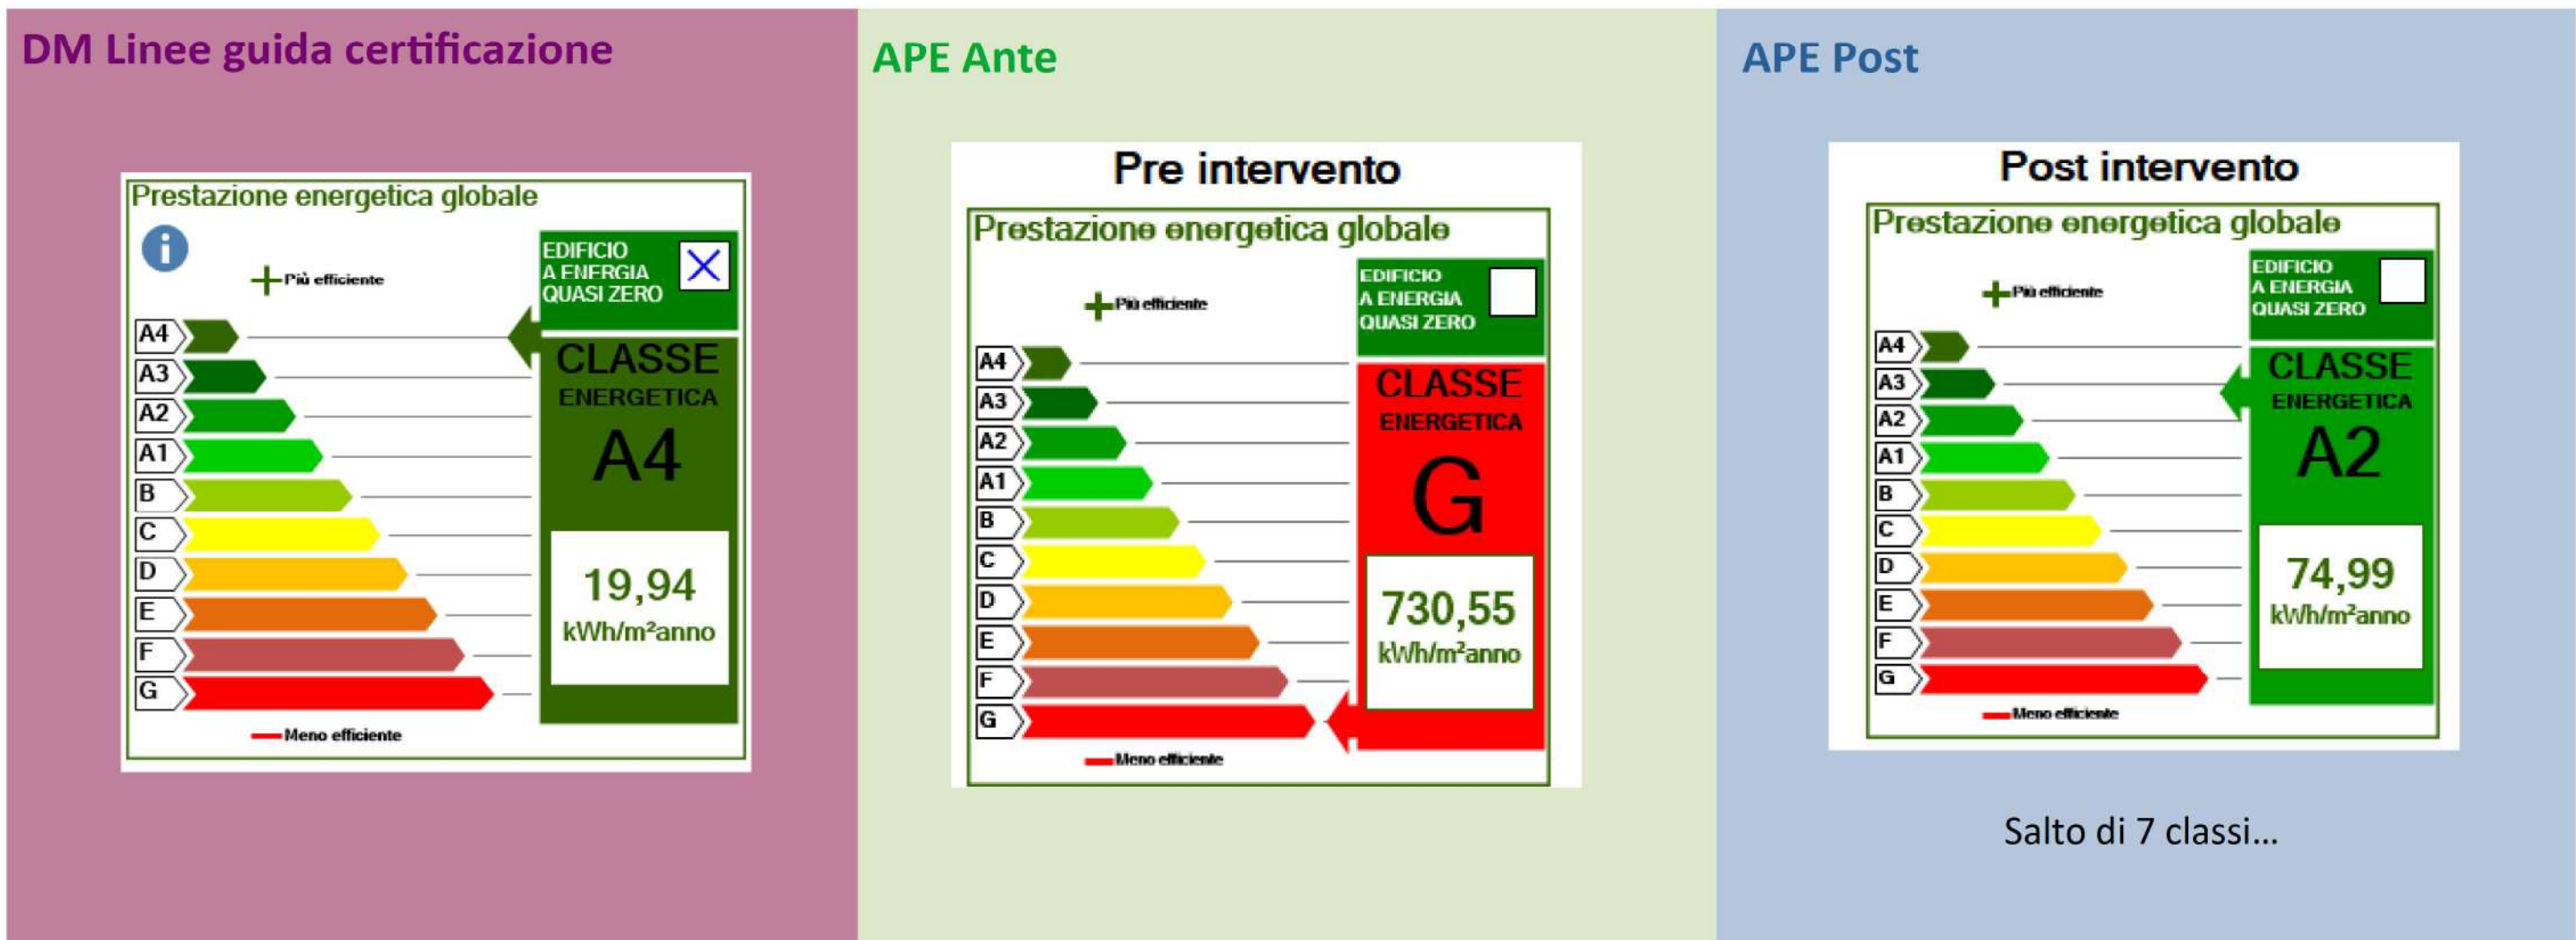 DM Linee guida certificazione
Prestazione energetica globale
i
Più efficiente
EDIFICIO
A ENERGIA
QUASI ZERO
A4
A3
A2
A1
B
C
D
E
F
G
CLASSE
ENERGETICA
A4
19,94
kWh/m²anno
Meno efficiente
APE Ante
Pre intervento
Prestazione energetica globale
Più efficiente
EDIFICIO
A ENERGIA
QUASI ZERO
A4
A3
A2
A1
B
C
D
E
F
G
CLASSE
ENERGETICA
G
730,55
kWh/m²anno
Meno efficiente
APE Post
Post intervento
Prestazione energetica globale
Più efficiente
EDIFICIO
A ENERGIA
QUASI ZERO
A4
A3
A2
A1
B
C
D
E
F
G
CLASSE
ENERGETICA
A2
74,99
kWh/m²anno
Meno efficiente
Salto di 7 classi...